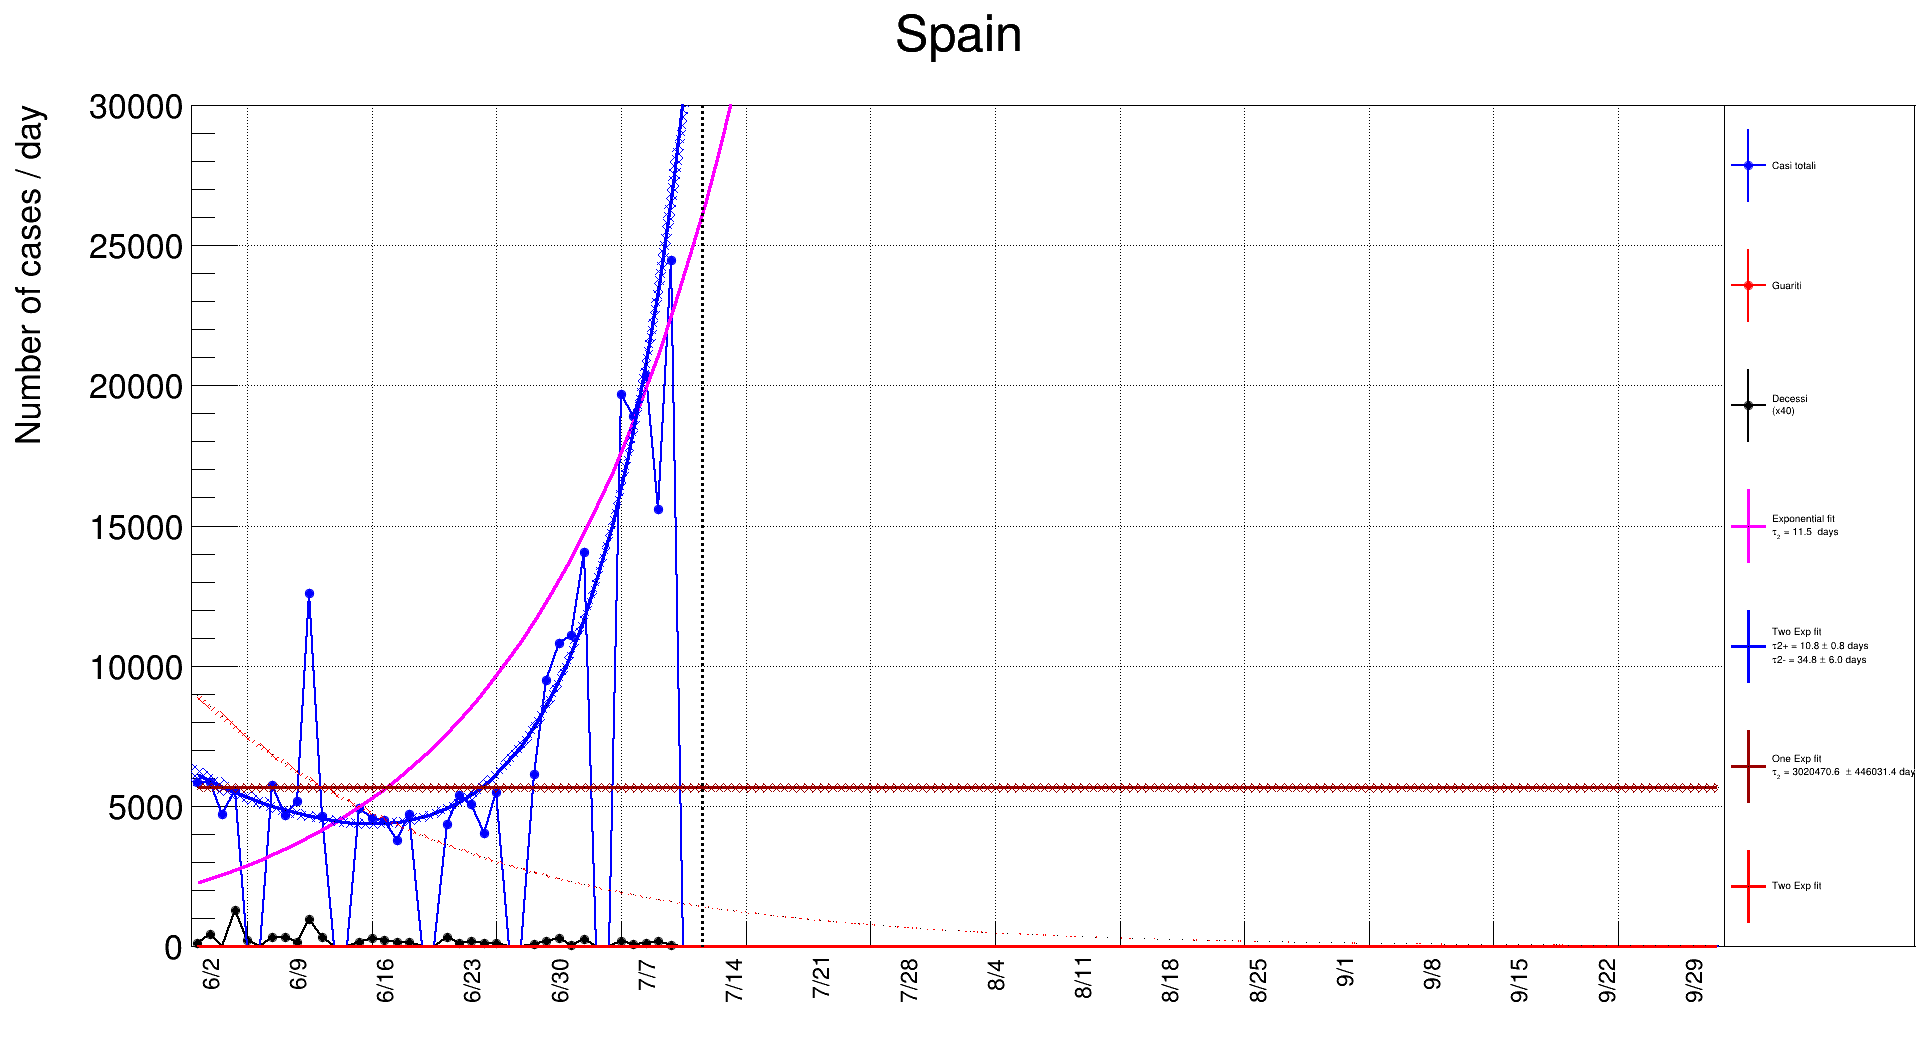 Spain
Number of cases / day
30000
25000
20000
15000
10000
5000
0
6/2
6/9
6/16
6/23
6/30
7/7
7/14
7/21
7/28
8/4
8/11
8/18
8/25
9/1
9/8
9/15
9/22
9/29
Casi totali
Guariti
Decessi
(x40)
Exponential fit
τ₂ = 11.5 days
Two Exp fit
τ2+ = 10.8 ± 0.8 days
τ2- = 34.8 ± 6.0 days
One Exp fit
τ₂ = 3020470.6 ± 446031.4 day
Two Exp fit